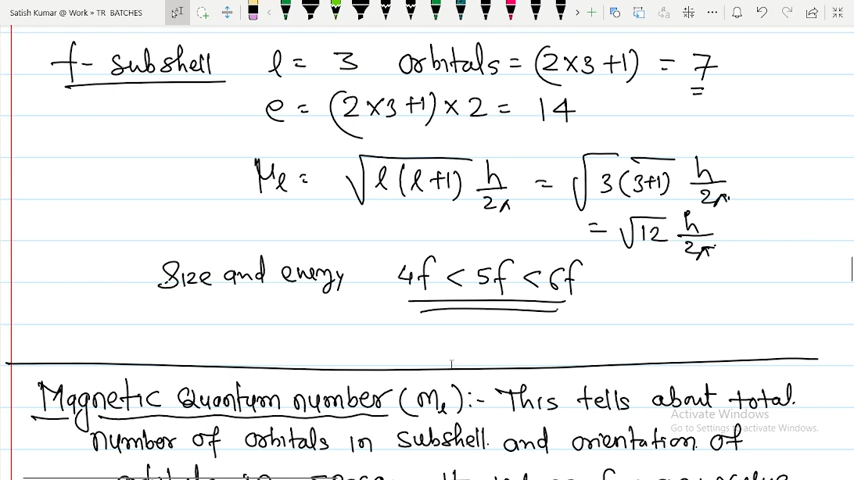 Satish Kumar @ Work » TR BATCHES
f- subshell l = 3 orbitals = (2×3+1) = 7
e = (2×3+1)×2 = 14
μl = √l(l+1) h/2π = √3(3+1) h/2π
= √12 h/2π
Size and energy 4f < 5f < 6f
Magnetic Quantum number (ml):- This tells about total
Activate Windows
Go to Settings to activate Windows.
number of orbitals in subshell and orientation of